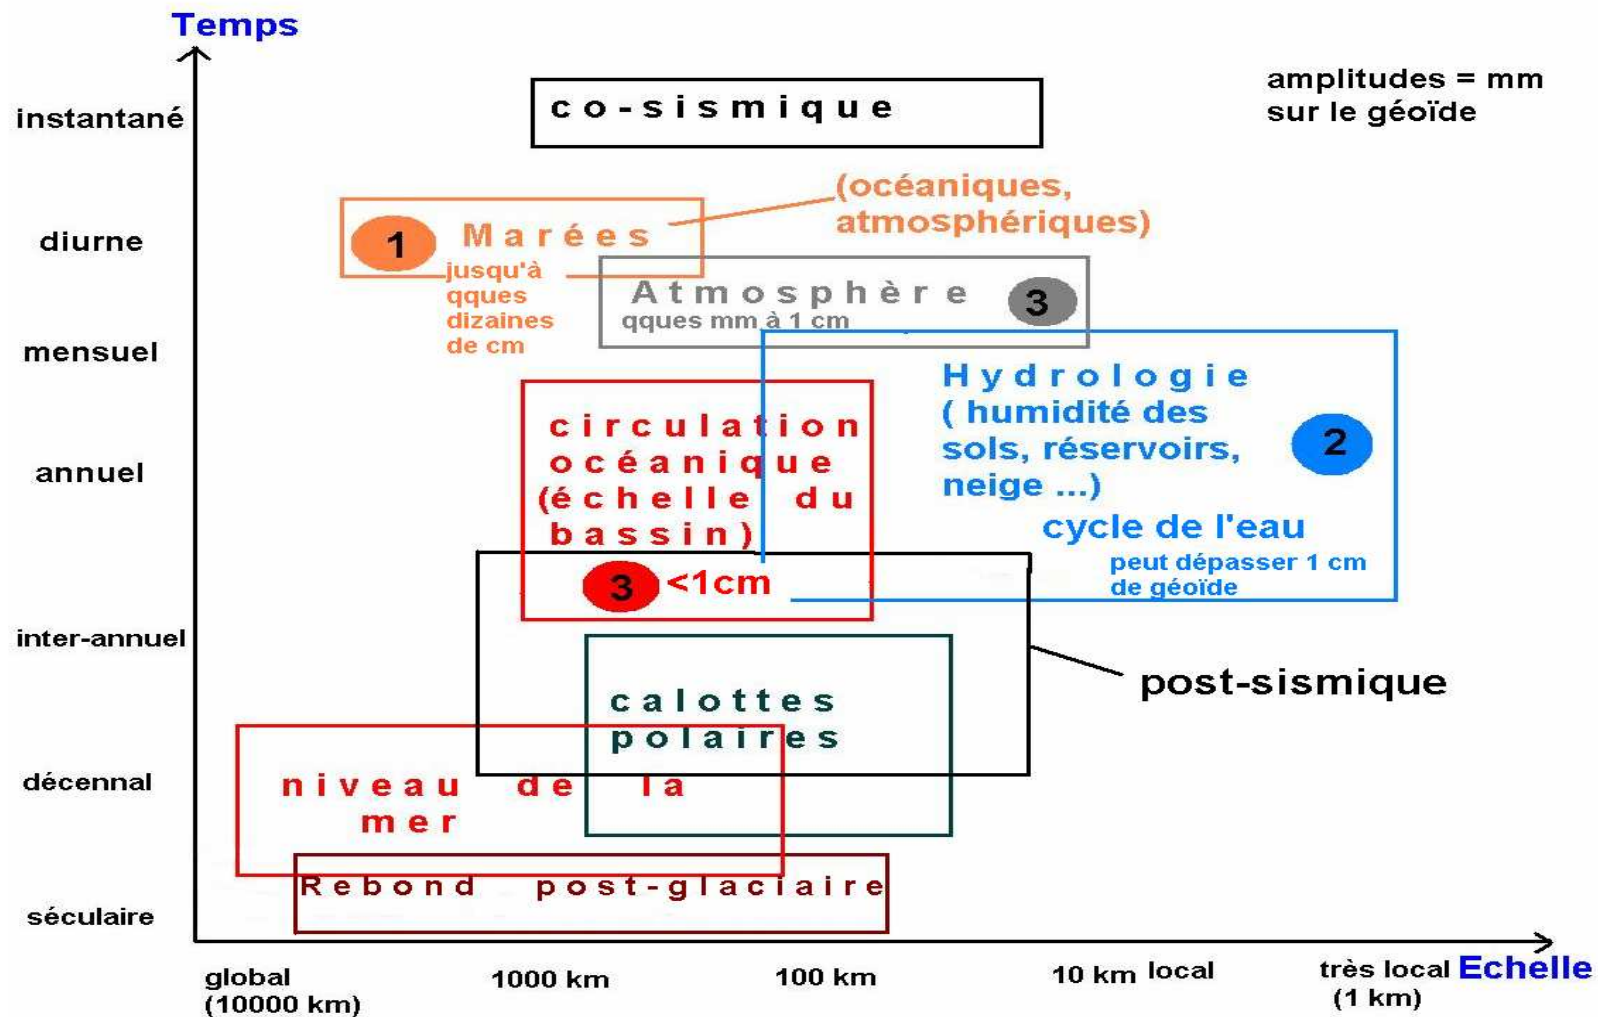 Temps
instantané
diurne
mensuel
annuel
inter-annuel
décennal
séculaire
co-sismique
amplitudes = mm
sur le géoïde
(océaniques,
atmosphériques)
1 Marées
jusqu'à
qques
dizaines
de cm
Atmosphère 3
qques mm à 1 cm
Hydrologie
( humidité des
sols, réservoirs,
neige ...)
2
cycle de l'eau
peut dépasser 1 cm
de géoïde
circulation
océanique
(échelle du
bassin)
3 <1cm
post-sismique
calottes
polaires
niveau de la
mer
Rebond post-glaciaire
global
(10000 km)
1000 km
100 km
10 km local
très local
(1 km)
Echelle